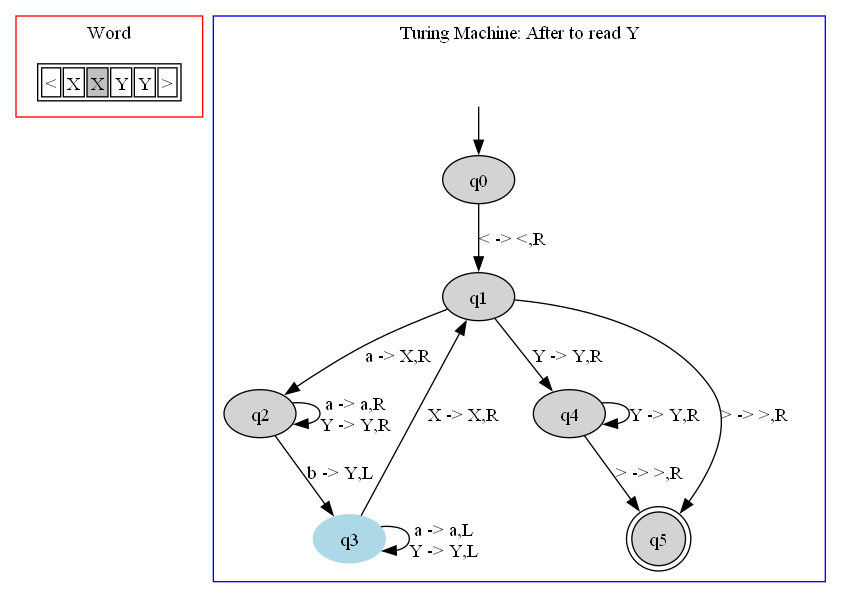 Word
< X X Y Y >
Turing Machine: After to read Y
q0
< -> <,R
q1
a -> X,R
Y -> Y,R
q2
a -> a,R
Y -> Y,R
X -> X,R
q4
Y -> Y,R
> -> >,R
b -> Y,L
> -> >,R
q3
a -> a,L
Y -> Y,L
q5